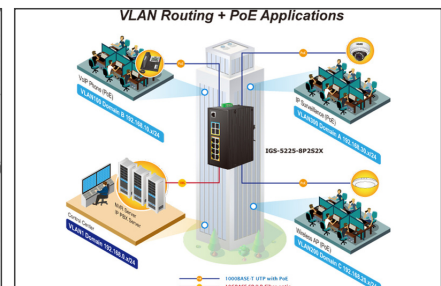 VLAN Routing + PoE Applications
VoIP Phone (PoE)
VLAN100 Domain B 192.168.10.x/24
IP Surveillance (PoE)
VLAN300 Domain A 192.168.30.x/24
IGS-5225-8P2S2X
NVR Server
IP PBX Server
Control Center
VLAN1 Domain 192.168.0.x/24
Wireless AP (PoE)
VLAN200 Domain C 192.168.20.x/24
1000BASE-T UTP with PoE